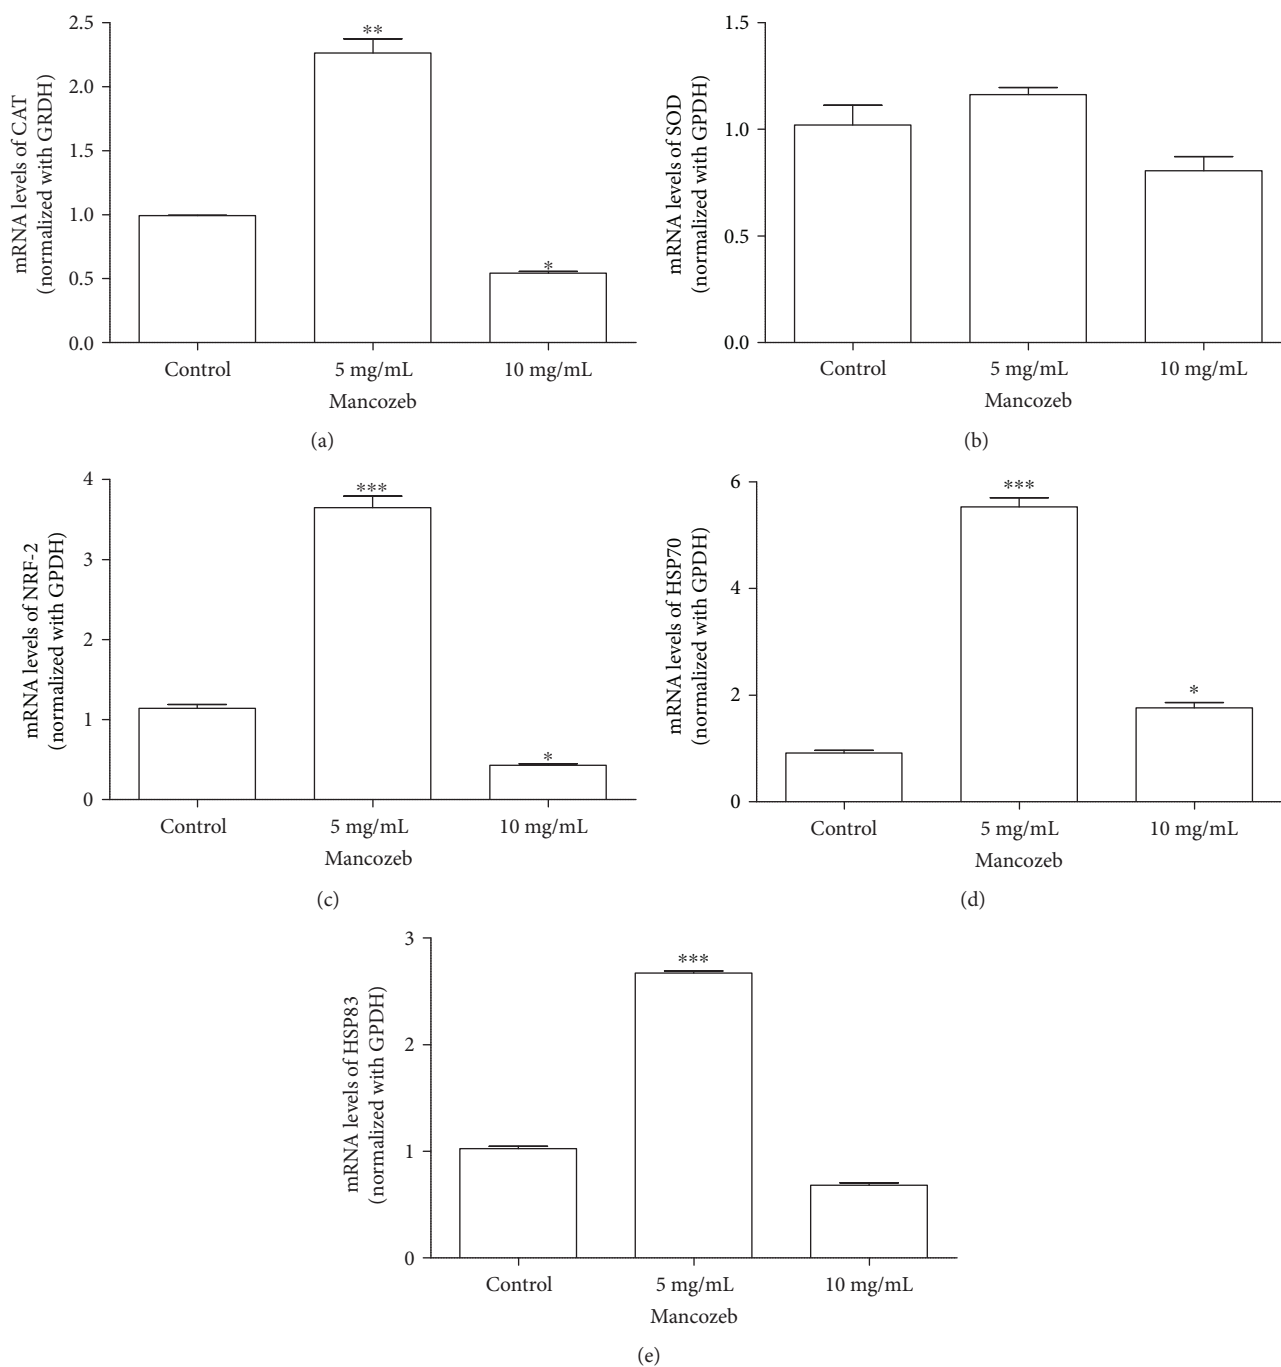 mRNA levels of CAT
(normalized with GRDH)
2.5
2.0
1.5
1.0
0.5
0.0
**
*
Control
5 mg/mL
10 mg/mL
Mancozeb
(a)
mRNA levels of SOD
(normalized with GPDH)
1.5
1.0
0.5
0.0
Control
5 mg/mL
10 mg/mL
Mancozeb
(b)
mRNA levels of NRF-2
(normalized with GPDH)
4
3
2
1
0
***
*
Control
5 mg/mL
10 mg/mL
Mancozeb
(c)
mRNA levels of HSP70
(normalized with GPDH)
6
4
2
0
***
*
Control
5 mg/mL
10 mg/mL
Mancozeb
(d)
mRNA levels of HSP83
(normalized with GPDH)
3
2
1
0
***
Control
5 mg/mL
10 mg/mL
Mancozeb
(e)